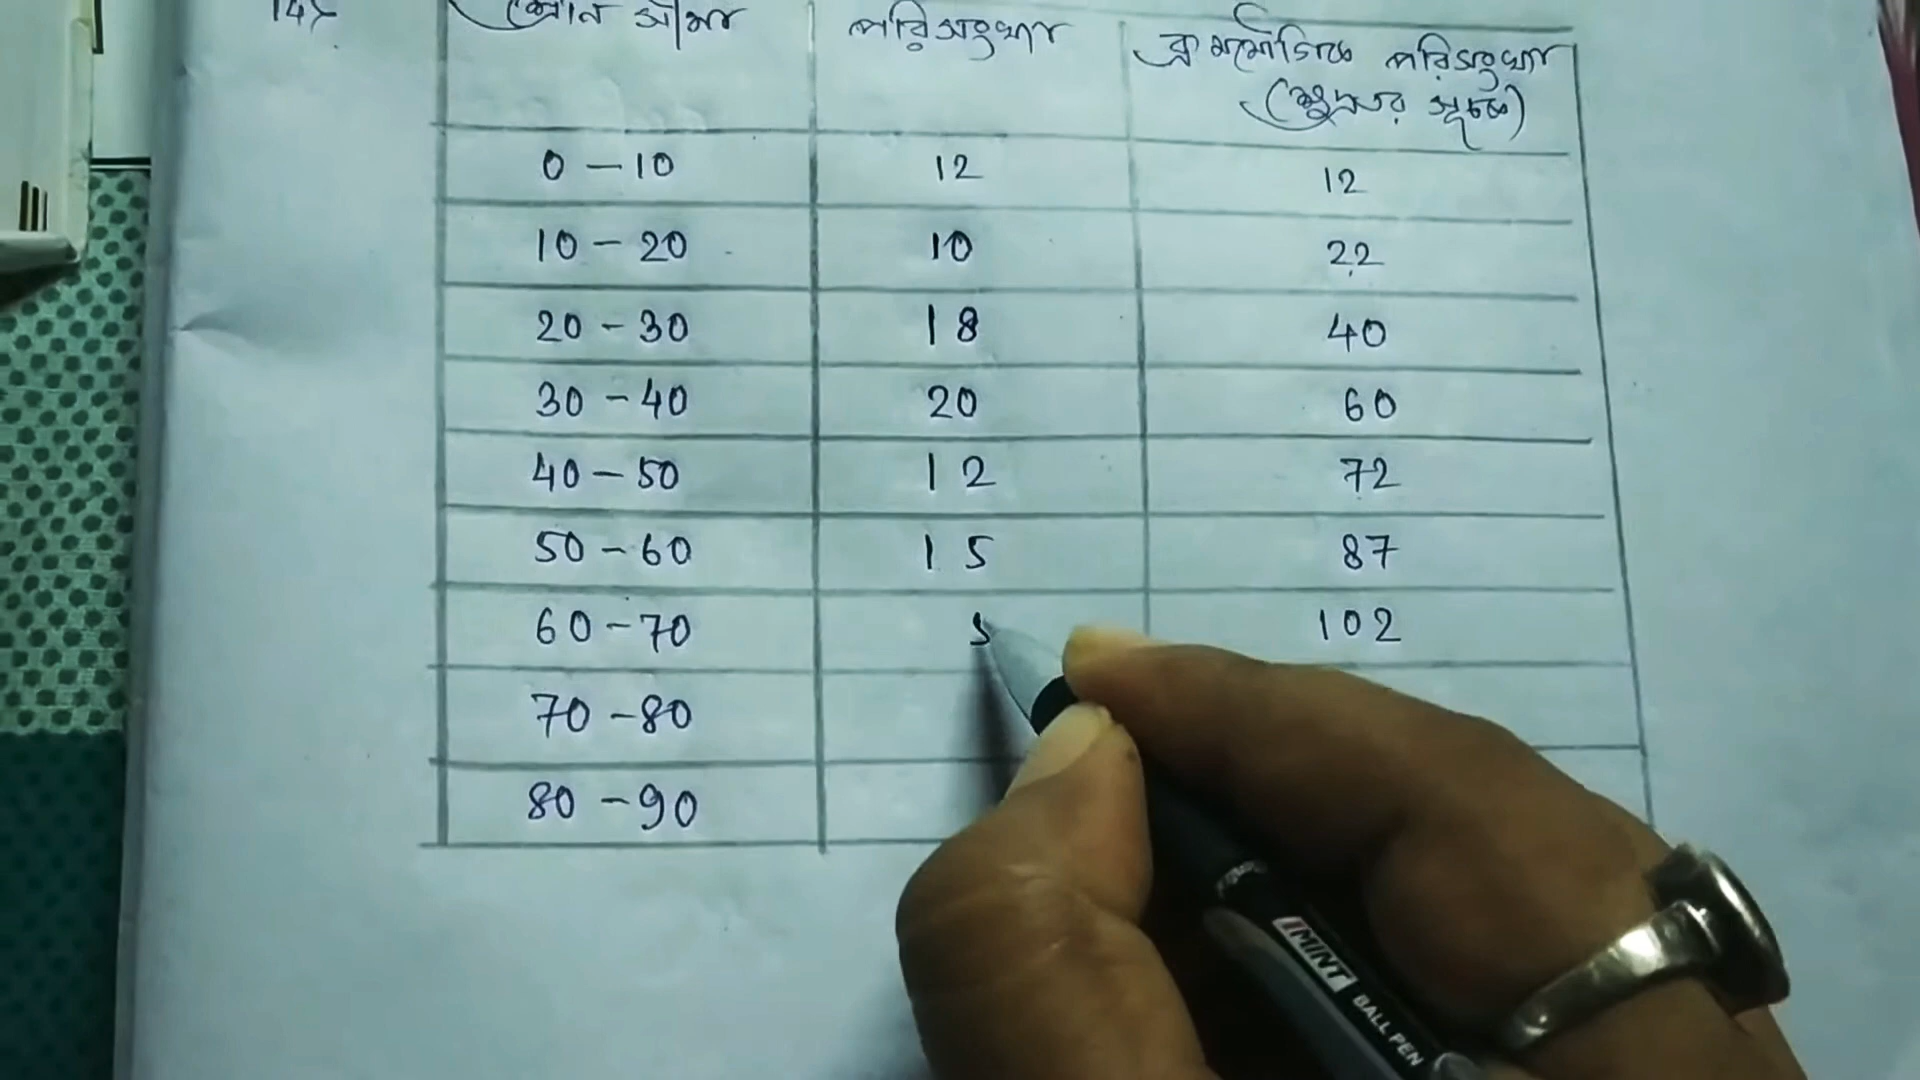 14>.
শ্রেণি সীমা পরিসংখ্যা ক্রমযৌগিক পরিসংখ্যা
(ক্ষুদ্রতর সূচক)
0 – 10 12 12
10 – 20 10 22
20 – 30 18 40
30 – 40 20 60
40 – 50 12 72
50 – 60 15 87
60 – 70 5 102
70 – 80
80 – 90
EMINT BALL PEN